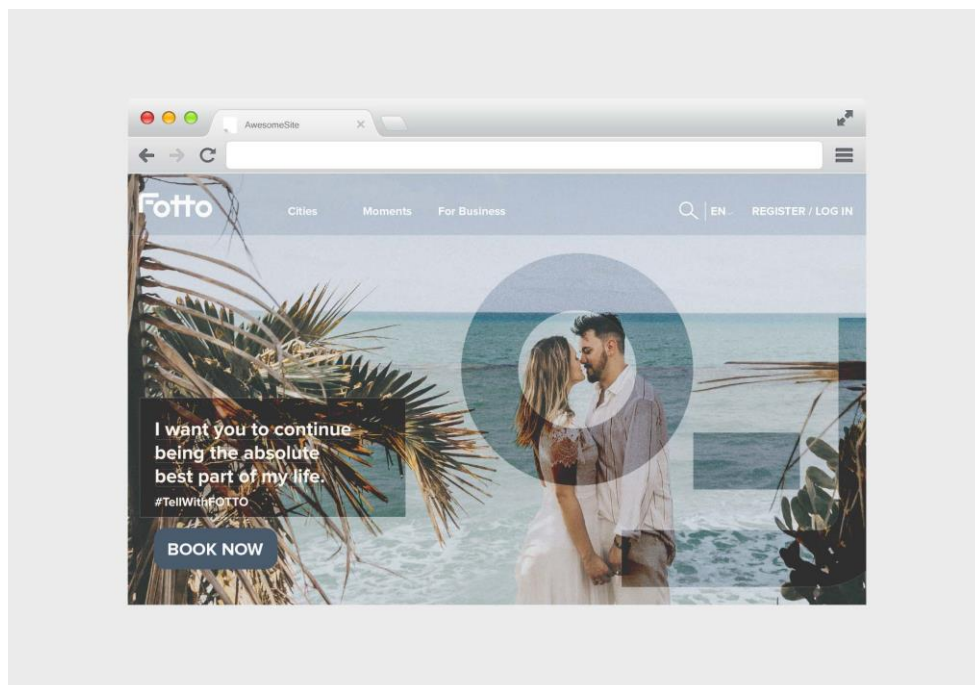 AwesomeSite
Fotto
Cities Moments For Business EN REGISTER / LOG IN
I want you to continue
being the absolute
best part of my life.
#TellWithFOTTO
BOOK NOW